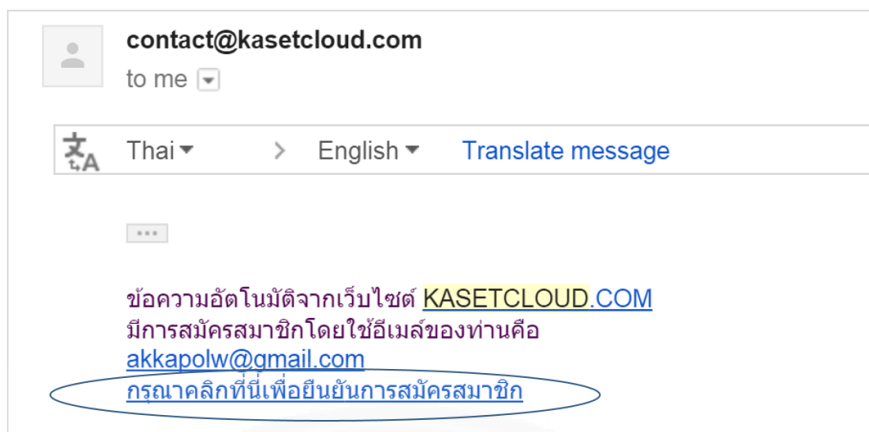 contact@kasetcloud.com
to me
文A Thai > English Translate message
...
ข้อความอัตโนมัติจากเว็บไซต์ KASETCLOUD.COM
มีการสมัครสมาชิกโดยใช้อีเมล์ของท่านคือ
akkapolw@gmail.com
กรุณาคลิกที่นี่เพื่อยืนยันการสมัครสมาชิก